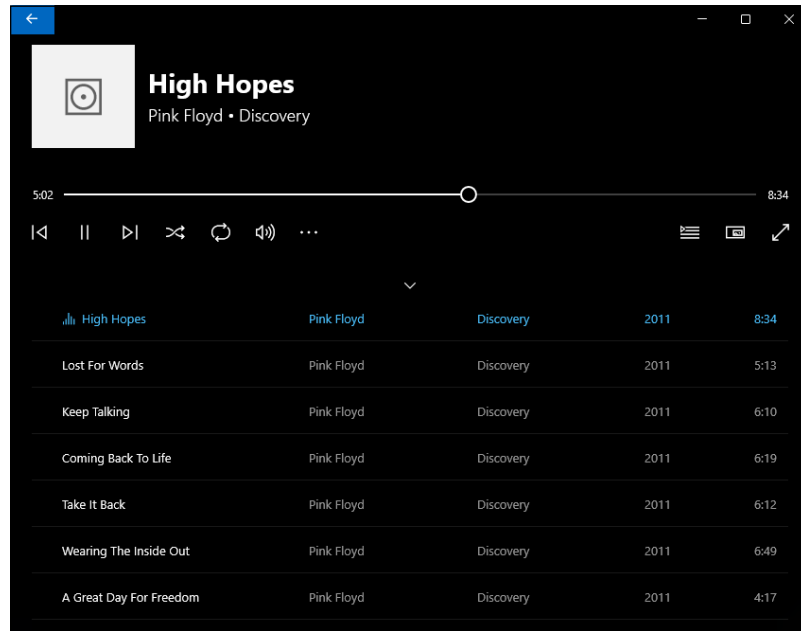 High Hopes
Pink Floyd • Discovery
5:02 8:34
High Hopes Pink Floyd Discovery 2011 8:34
Lost For Words Pink Floyd Discovery 2011 5:13
Keep Talking Pink Floyd Discovery 2011 6:10
Coming Back To Life Pink Floyd Discovery 2011 6:19
Take It Back Pink Floyd Discovery 2011 6:12
Wearing The Inside Out Pink Floyd Discovery 2011 6:49
A Great Day For Freedom Pink Floyd Discovery 2011 4:17